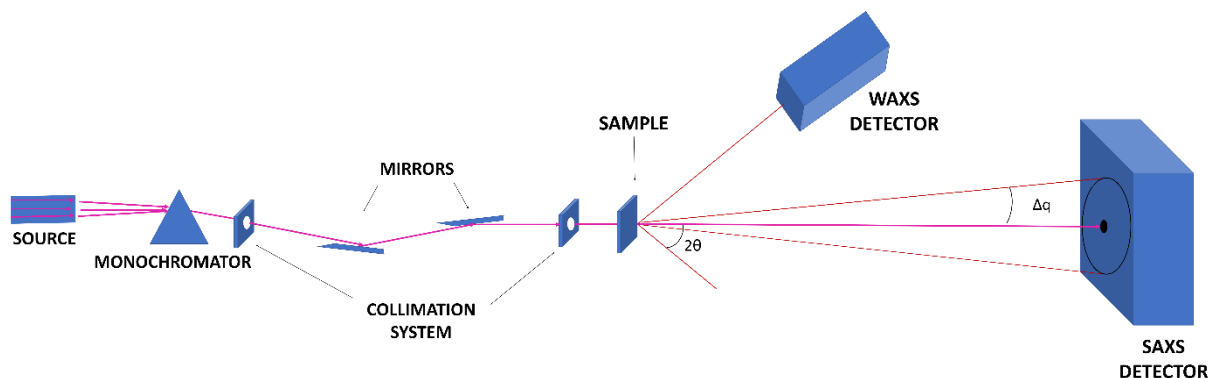 SOURCE
MONOCHROMATOR
MIRRORS
COLLIMATION
SYSTEM
SAMPLE
WAXS
DETECTOR
2θ
Δq
SAXS
DETECTOR